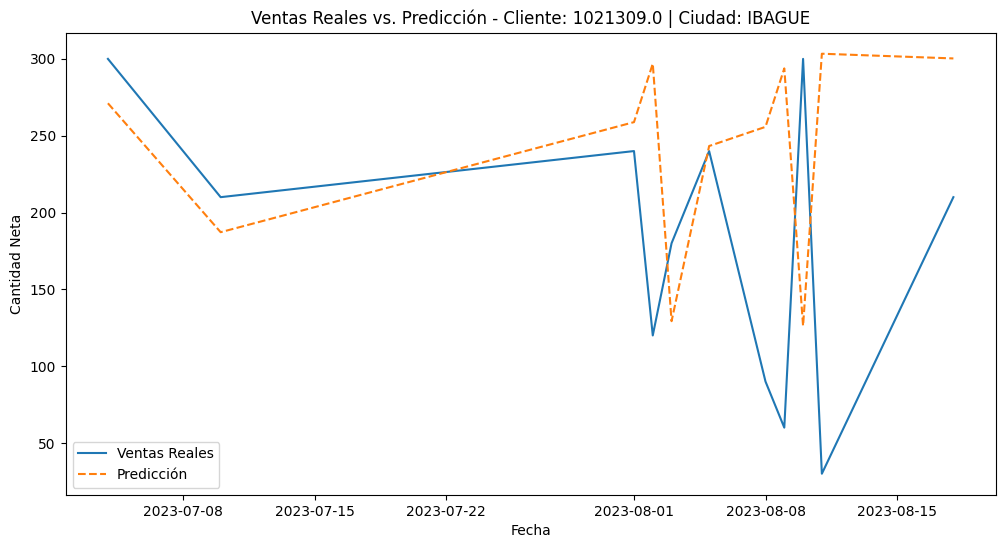 Ventas Reales vs. Predicción - Cliente: 1021309.0 | Ciudad: IBAGUE
Cantidad Neta
300
250
200
150
100
50
Ventas Reales
Predicción
2023-07-08
2023-07-15
2023-07-22
2023-08-01
2023-08-08
2023-08-15
Fecha